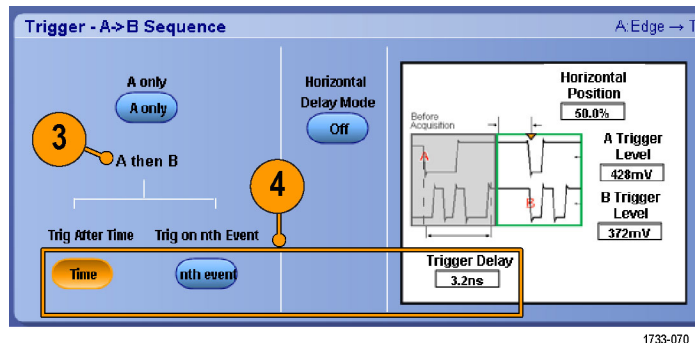 Trigger - A->B Sequence
A:Edge → T
A only
A only
3
A then B
4
Trig After Time
Trig on nth Event
Time
nth event
Horizontal
Delay Mode
Off
Horizontal
Position
50.0%
Before
Acquisition
A
B
A Trigger
Level
428mV
B Trigger
Level
372mV
Trigger Delay
3.2ns
1733-070